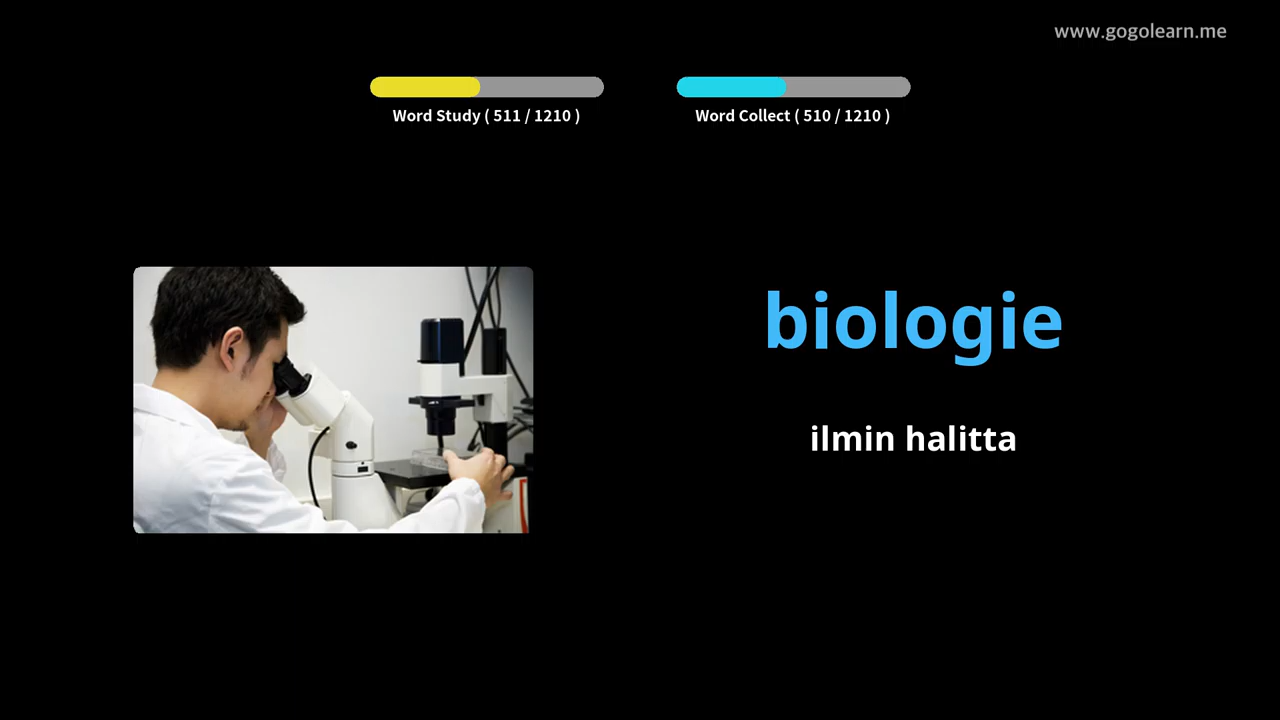 www.gogolearn.me
Word Study ( 511 / 1210 )
Word Collect ( 510 / 1210 )
biologie
ilmin halitta